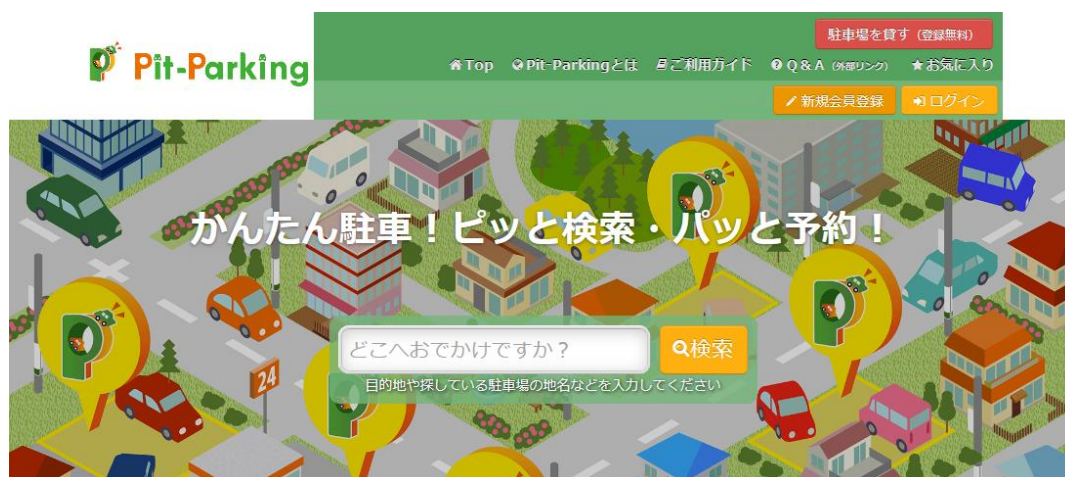 Pit-Parking
駐車場を貸す (登録無料)
Top Pit-Parkingとは ご利用ガイド Q&A (外部リンク) ★お気に入り
新規会員登録 ログイン
かんたん駐車！ピッと検索・パッと予約！
どこへおでかけですか？ 検索
目的地や探している駐車場の地名などを入力してください
24